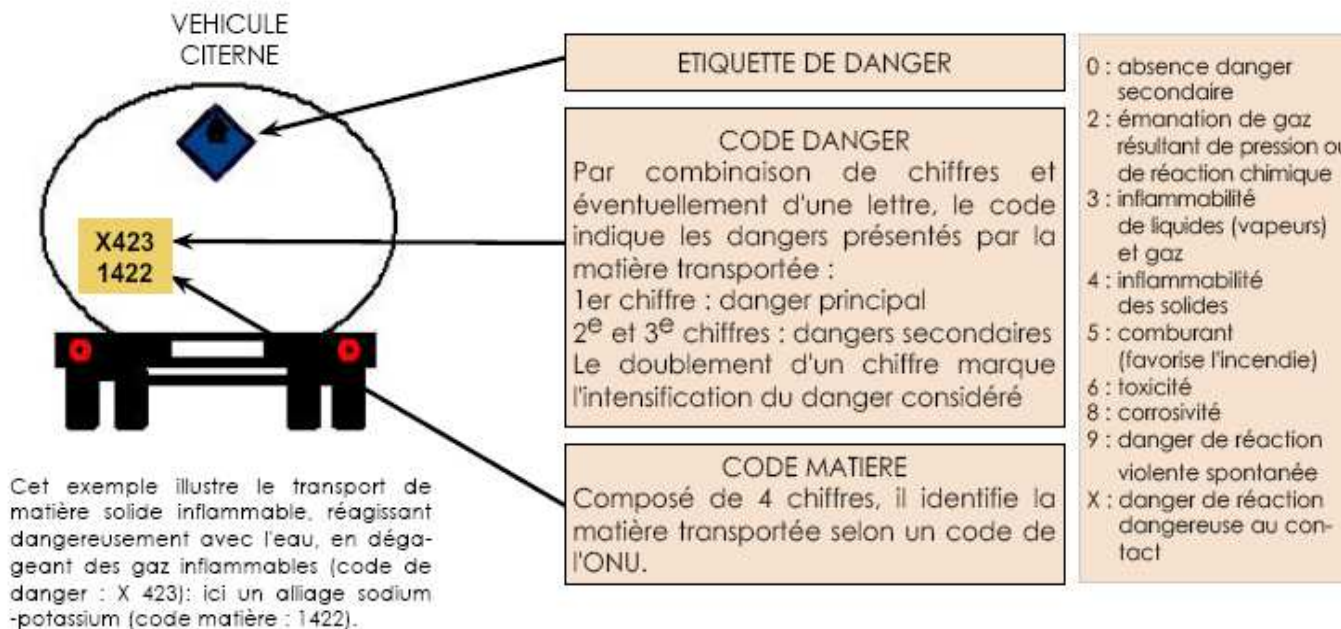 VEHICULE
CITERNE
X423
1422
Cet exemple illustre le transport de
matière solide inflammable, réagissant
dangereusement avec l'eau, en déga-
geant des gaz inflammables (code de
danger : X 423): ici un alliage sodium
-potassium (code matière : 1422).
ETIQUETTE DE DANGER
CODE DANGER
Par combinaison de chiffres et
éventuellement d'une lettre, le code
indique les dangers présentés par la
matière transportée :
1er chiffre : danger principal
2e et 3e chiffres : dangers secondaires
Le doublement d'un chiffre marque
l'intensification du danger considéré
CODE MATIERE
Composé de 4 chiffres, il identifie la
matière transportée selon un code de
l'ONU.
0 : absence danger
secondaire
2 : émanation de gaz
résultant de pression ou
de réaction chimique
3 : inflammabilité
de liquides (vapeurs)
et gaz
4 : inflammabilité
des solides
5 : comburant
(favorise l'incendie)
6 : toxicité
8 : corrosivité
9 : danger de réaction
violente spontanée
X : danger de réaction
dangereuse au con-
tact